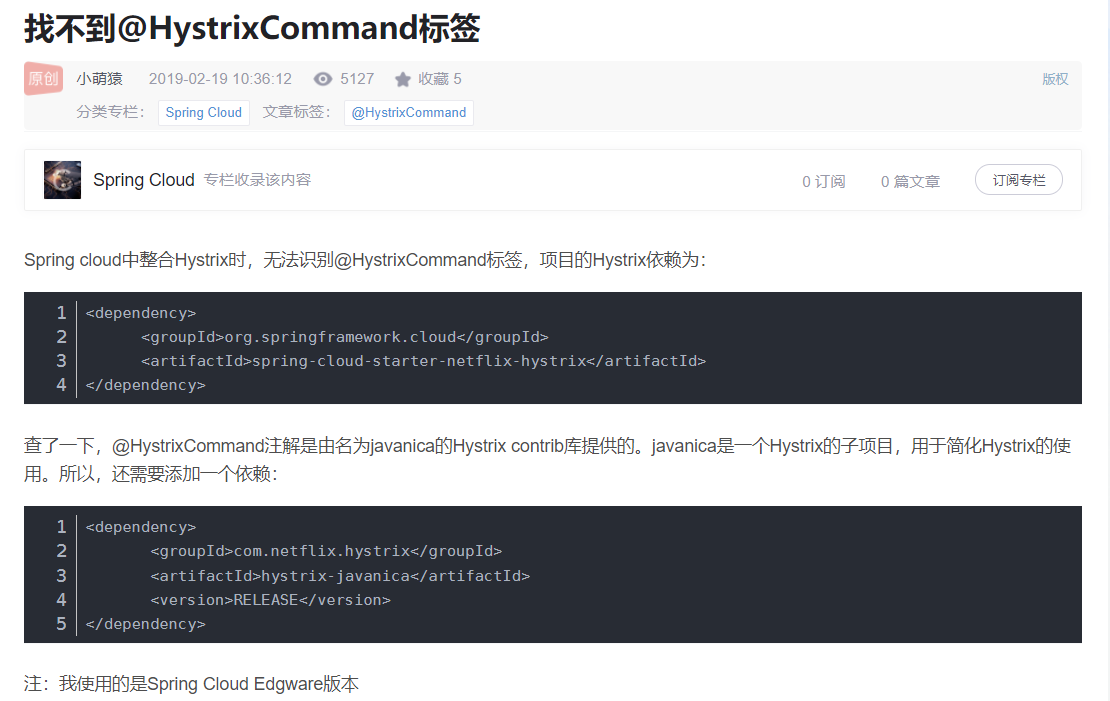 找不到@HystrixCommand标签
原创 小萌猿 2019-02-19 10:36:12 5127 收藏 5 版权
分类专栏： Spring Cloud 文章标签： @HystrixCommand
Spring Cloud 专栏收录该内容 0 订阅 0 篇文章 订阅专栏
Spring cloud中整合Hystrix时，无法识别@HystrixCommand标签，项目的Hystrix依赖为：
1 <dependency>
2 <groupId>org.springframework.cloud</groupId>
3 <artifactId>spring-cloud-starter-netflix-hystrix</artifactId>
4 </dependency>
查了一下，@HystrixCommand注解是由名为javanica的Hystrix contrib库提供的。javanica是一个Hystrix的子项目，用于简化Hystrix的使
用。所以，还需要添加一个依赖：
1 <dependency>
2 <groupId>com.netflix.hystrix</groupId>
3 <artifactId>hystrix-javanica</artifactId>
4 <version>RELEASE</version>
5 </dependency>
注：我使用的是Spring Cloud Edgware版本